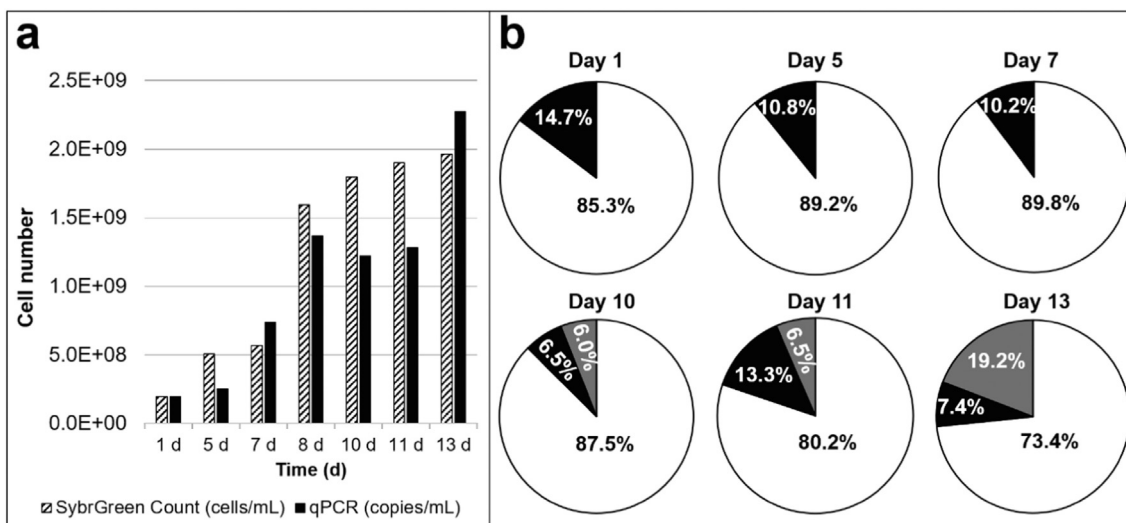 a
2.5E+09
2.0E+09
1.5E+09
1.0E+09
5.0E+08
0.0E+00
Cell number
1 d 5 d 7 d 8 d 10 d 11 d 13 d
Time (d)
SybrGreen Count (cells/mL) qPCR (copies/mL)
b
Day 1 Day 5 Day 7
14.7% 10.8% 10.2%
85.3% 89.2% 89.8%
Day 10 Day 11 Day 13
6.5% 6.0% 13.3% 6.5% 7.4% 19.2%
87.5% 80.2% 73.4%